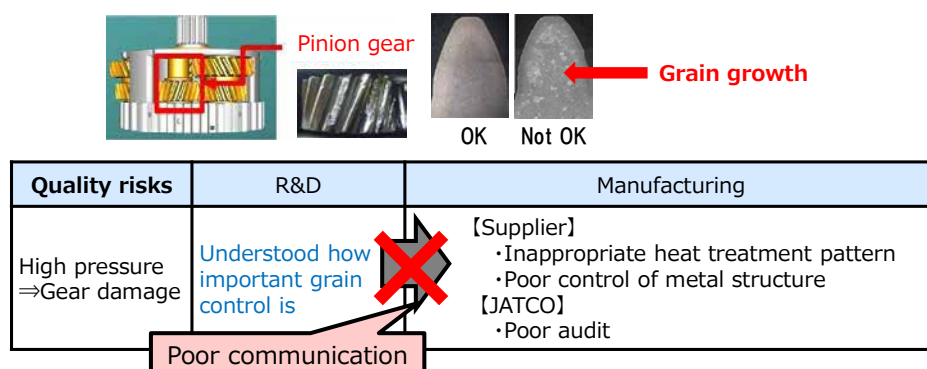 Pinion gear
Grain growth
OK
Not OK
Quality risks
R&D
Manufacturing
High pressure
⇒Gear damage
Understood how
important grain
control is
【Supplier】
・Inappropriate heat treatment pattern
・Poor control of metal structure
【JATCO】
・Poor audit
Poor communication